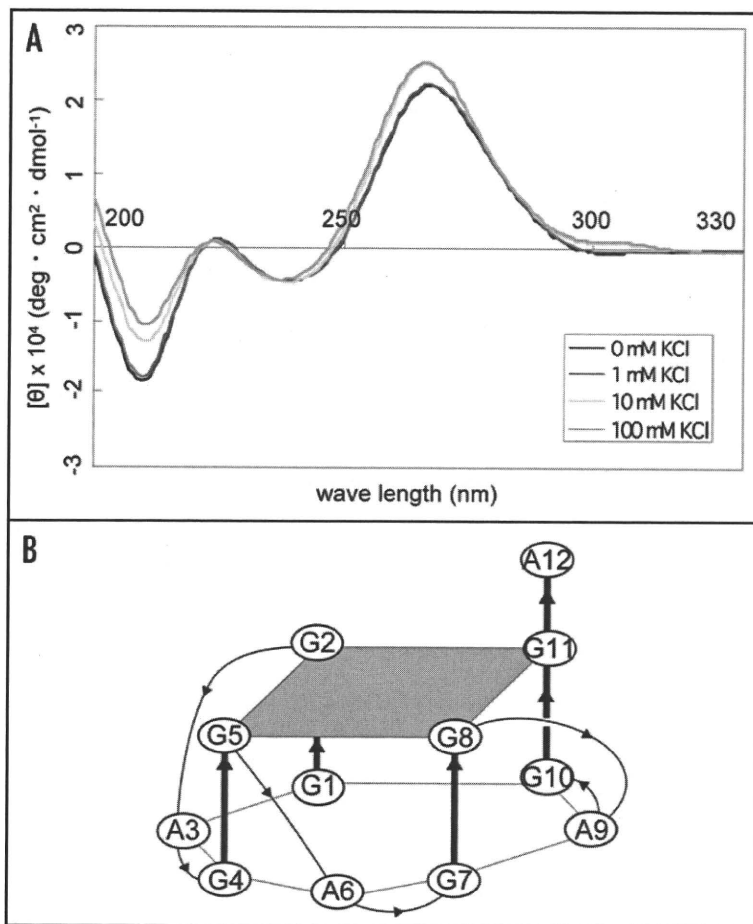 A
3
2
1
0
-1
-2
-3
[θ] x 10⁴ (deg · cm² · dmol⁻¹)
200
250
300
330
0 mM KCl
1 mM KCl
10 mM KCl
100 mM KCl
wave length (nm)
B
A12
G2
G11
G5
G8
G1
G10
A3
A9
G4
A6
G7